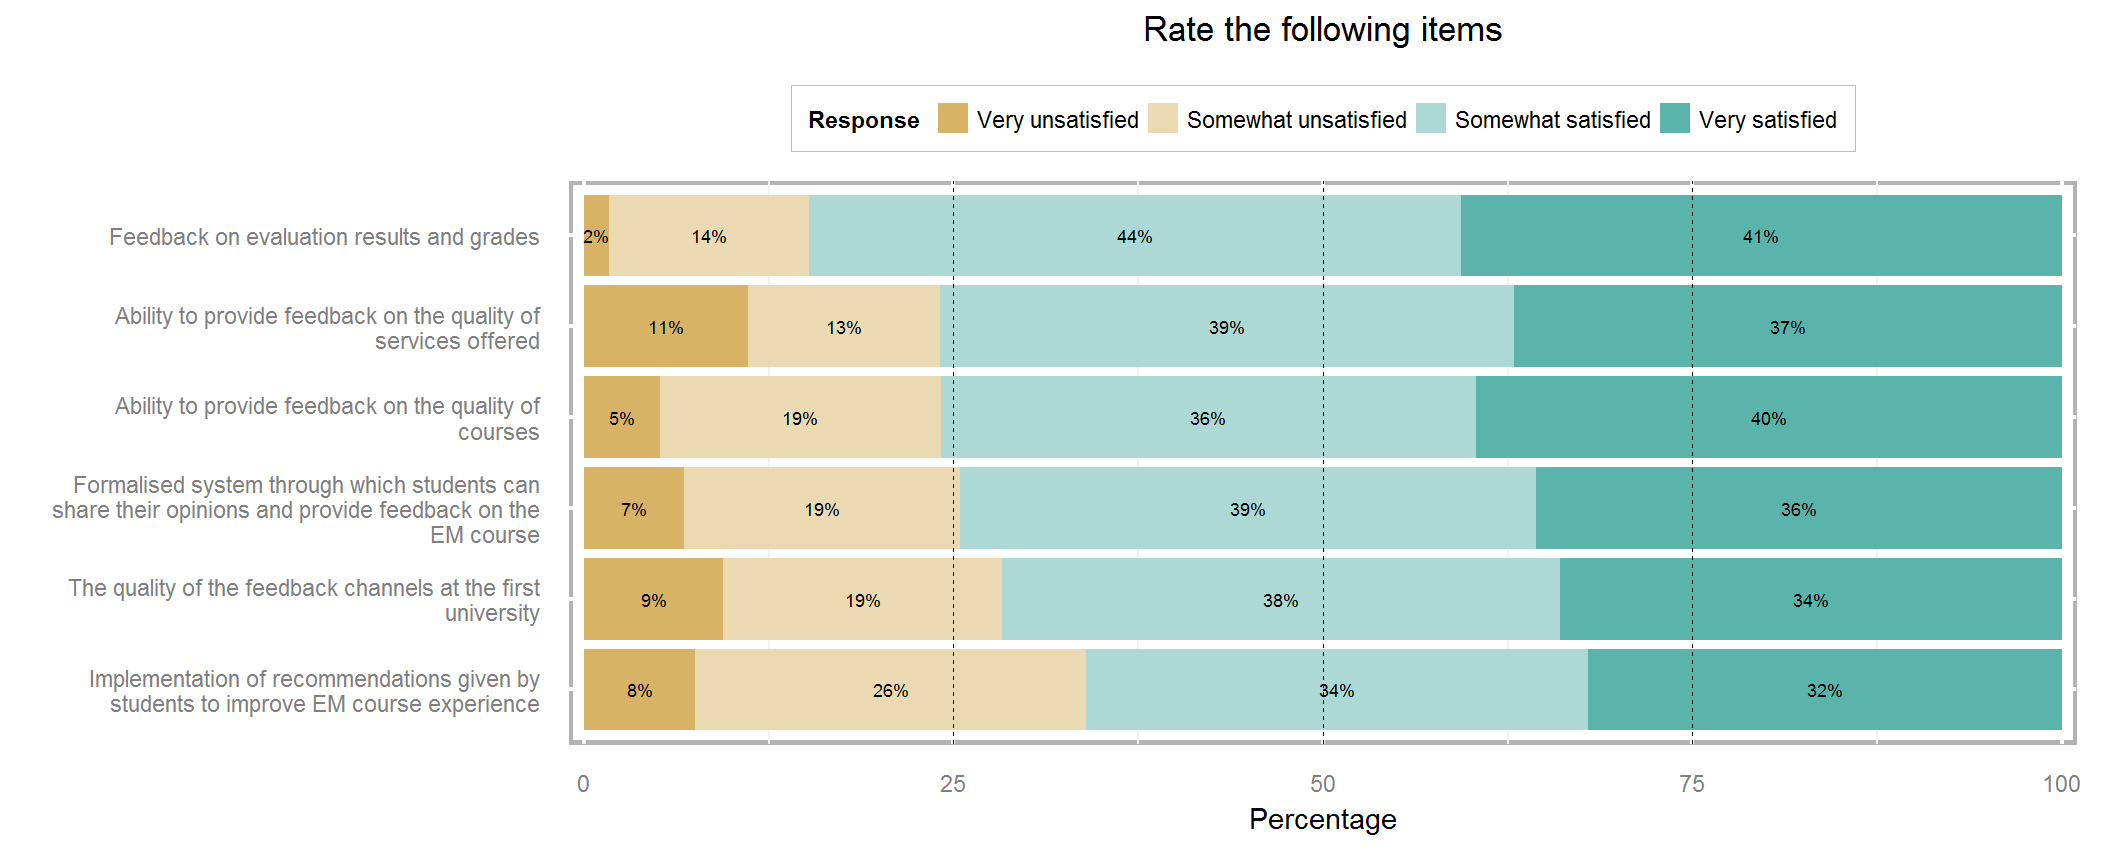 Rate the following items
Response Very unsatisfied Somewhat unsatisfied Somewhat satisfied Very satisfied
Feedback on evaluation results and grades
2% 14% 44% 41%
Ability to provide feedback on the quality of
services offered
11% 13% 39% 37%
Ability to provide feedback on the quality of
courses
5% 19% 36% 40%
Formalised system through which students can
share their opinions and provide feedback on the
EM course
7% 19% 39% 36%
The quality of the feedback channels at the first
university
9% 19% 38% 34%
Implementation of recommendations given by
students to improve EM course experience
8% 26% 34% 32%
0 25 50 75 100
Percentage